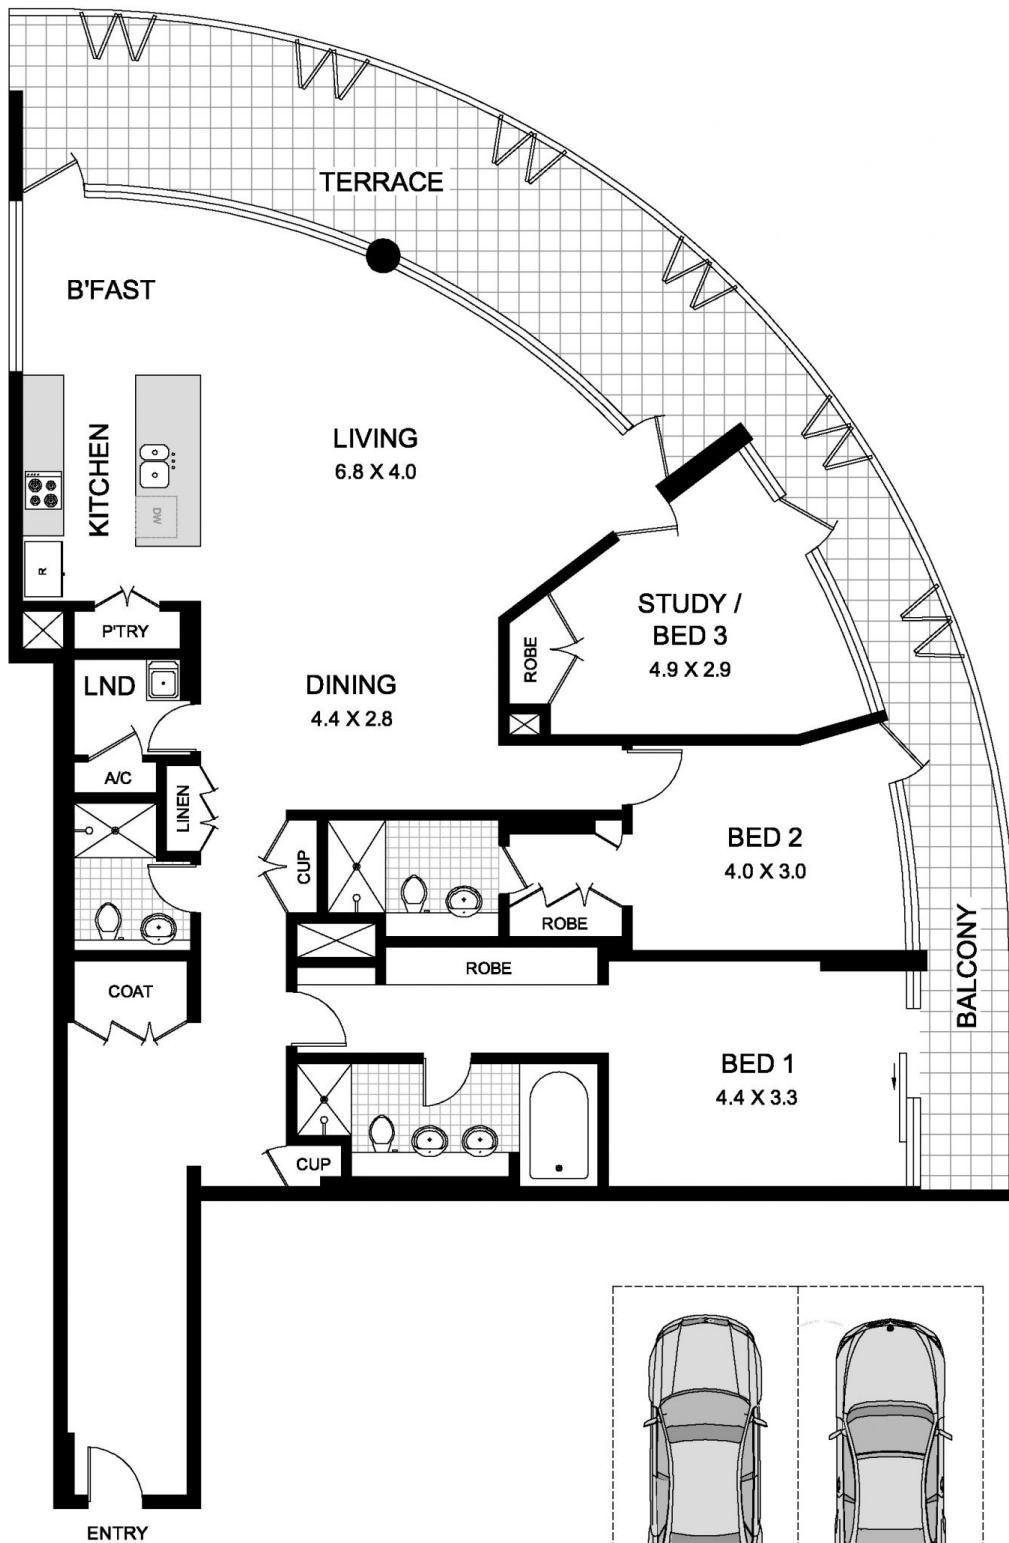 TERRACE
B'FAST
LIVING
6.8 X 4.0
KITCHEN
DW
R
P'TRY
STUDY /
BED 3
4.9 X 2.9
ROBE
LND
DINING
4.4 X 2.8
A/C
LINEN
CUP
BED 2
4.0 X 3.0
ROBE
BALCONY
ROBE
COAT
BED 1
4.4 X 3.3
CUP
ENTRY